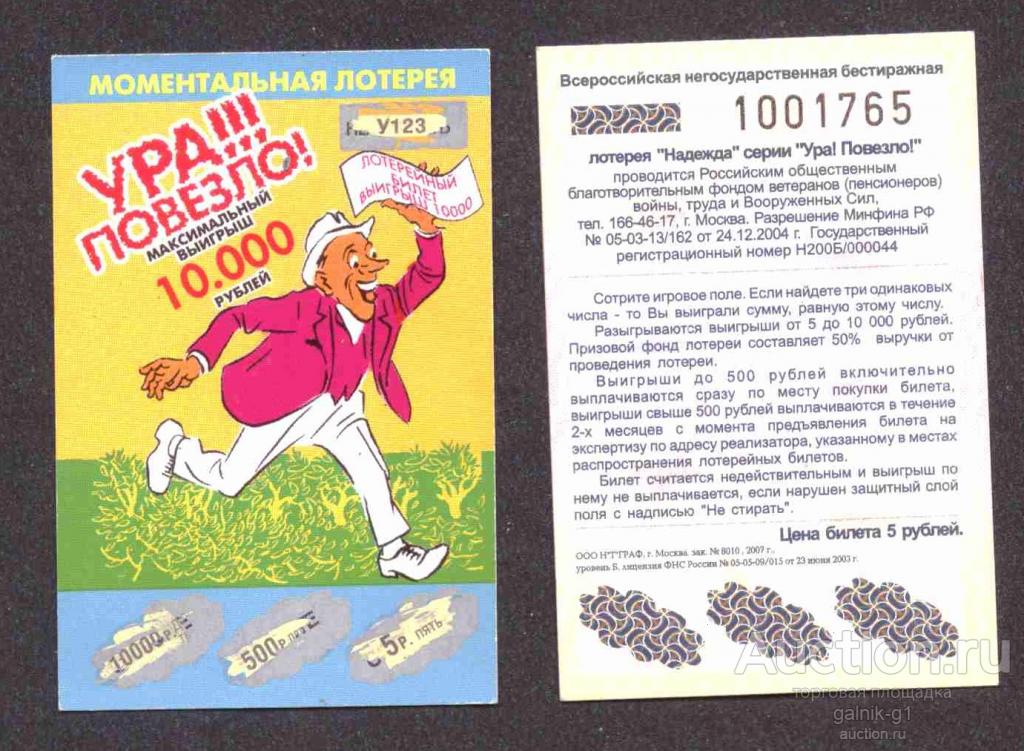 МОМЕНТАЛЬНАЯ ЛОТЕРЕЯ
УРА!!!
ПОВЕЗЛО!
МАКСИМАЛЬНЫЙ
ВЫИГРЫШ
10.000
РУБЛЕЙ
У123
ЛОТЕРЕЙНЫЙ
БИЛЕТ
ВЫИГРЫШ 10000
10000Р.
500Р.
5Р. ПЯТЬ
Всероссийская негосударственная бестиражная
1001765
лотерея "Надежда" серии "Ура! Повезло!"
проводится Российским общественным
благотворительным фондом ветеранов (пенсионеров)
войны, труда и Вооруженных Сил,
тел. 166-46-17, г. Москва. Разрешение Минфина РФ
№ 05-03-13/162 от 24.12.2004 г. Государственный
регистрационный номер Н200Б/000044
Сотрите игровое поле. Если найдете три одинаковых
числа - то Вы выиграли сумму, равную этому числу.
Разыгрываются выигрыши от 5 до 10 000 рублей.
Призовой фонд лотереи составляет 50% выручки от
проведения лотереи.
Выигрыши до 500 рублей включительно
выплачиваются сразу по месту покупки билета,
выигрыши свыше 500 рублей выплачиваются в течение
2-х месяцев с момента предъявления билета на
экспертизу по адресу реализатора, указанному в местах
распространения лотерейных билетов.
Билет считается недействительным и выигрыш по
нему не выплачивается, если нарушен защитный слой
поля с надписью "Не стирать".
Цена билета 5 рублей.
ООО Н"Т"ГРАФ, г. Москва. зак. № 8010 , 2007 г.,
уровень Б, лицензия ФНС России № 05-05-09/015 от 23 июня 2003 г.
Auction.ru
торговая площадка
galnik-g1
auction.ru